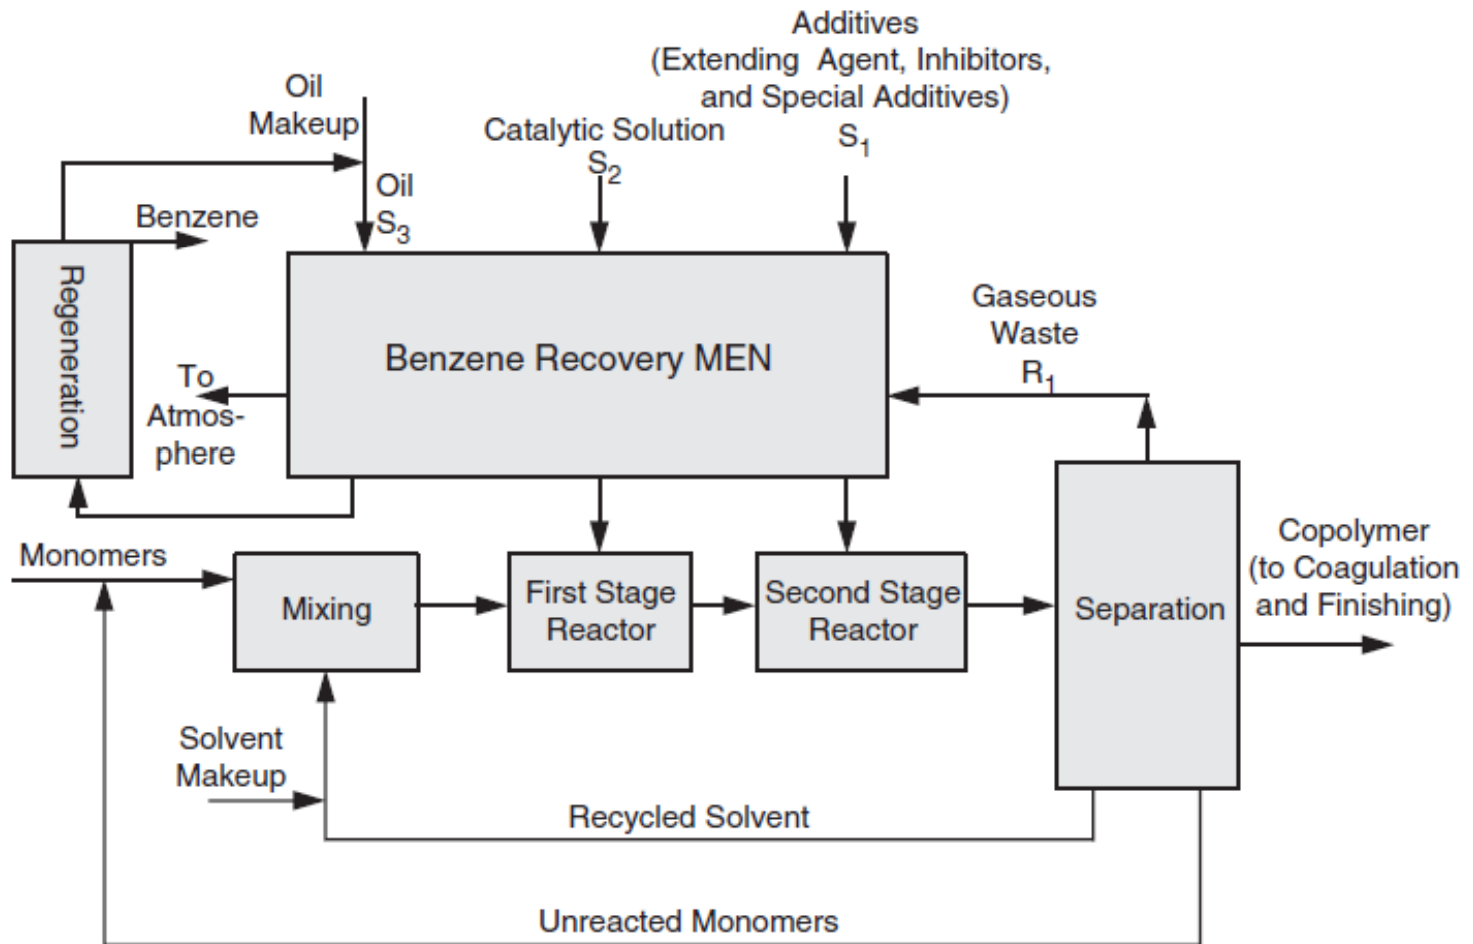 Additives
(Extending Agent, Inhibitors,
and Special Additives)
S1
Oil
Makeup
Catalytic Solution
S2
Oil
S3
Benzene
Regeneration
Gaseous
Waste
R1
Benzene Recovery MEN
To
Atmos-
phere
Monomers
Mixing
First Stage
Reactor
Second Stage
Reactor
Separation
Copolymer
(to Coagulation
and Finishing)
Solvent
Makeup
Recycled Solvent
Unreacted Monomers